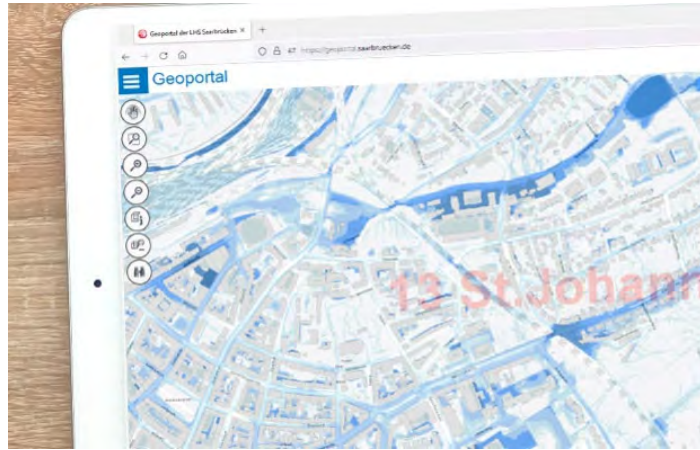 Geoportal der LHS Saarbrücken
https://geoportal.saarbruecken.de
Geoportal
13 St.Johann